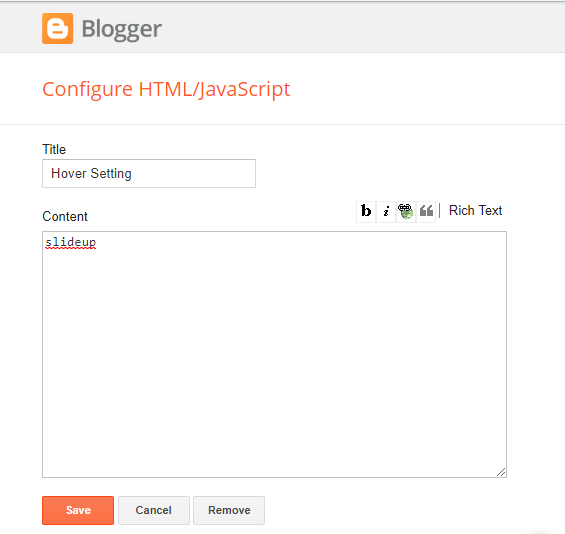 Blogger
Configure HTML/JavaScript
Title
Hover Setting
Content
b i Rich Text
slideup
Save Cancel Remove